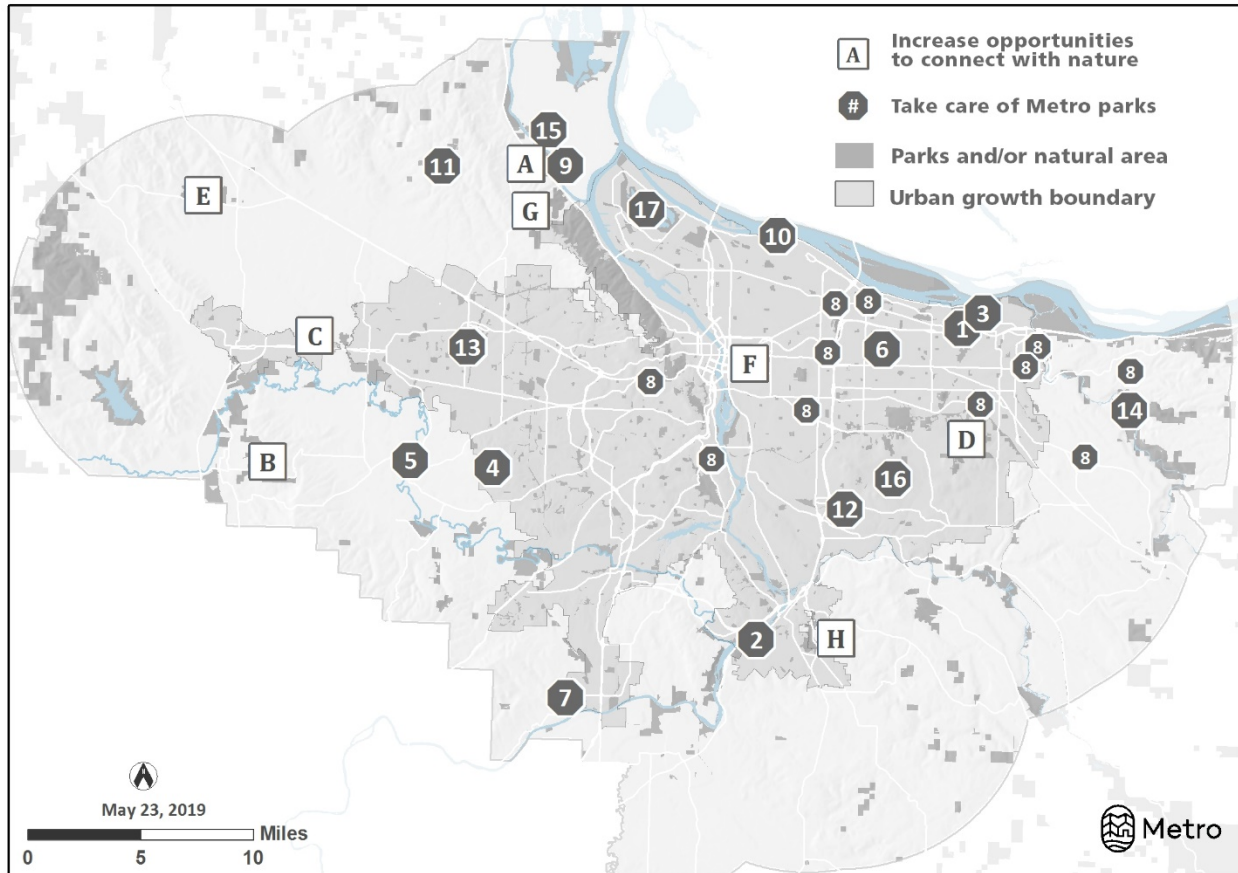 A Increase opportunities
to connect with nature
# Take care of Metro parks
Parks and/or natural area
Urban growth boundary
15
11
A
9
E
G
17
10
8
8
3
1
C
13
F
8
6
8
8
8
8
14
8
8
D
B
5
4
8
8
16
12
2
H
7
May 23, 2019
Miles
0 5 10
Metro